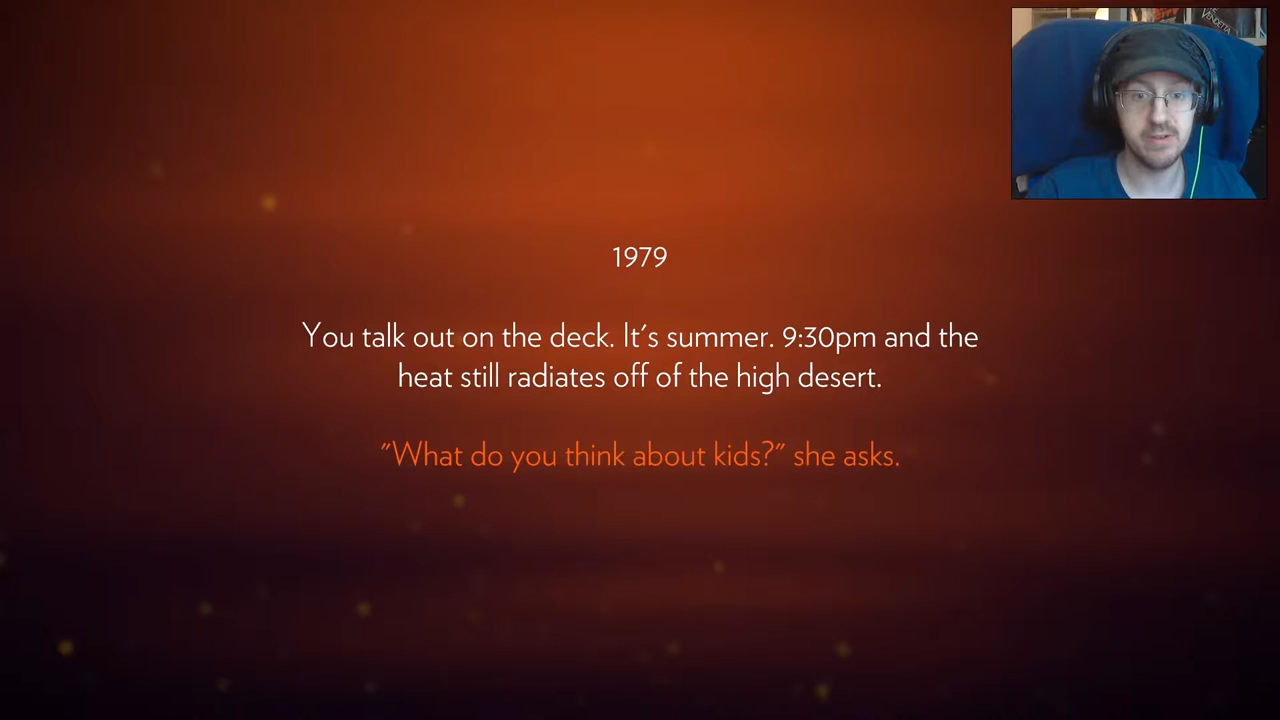 VENDETTA
1979
You talk out on the deck. It's summer. 9:30pm and the
heat still radiates off of the high desert.
"What do you think about kids?" she asks.